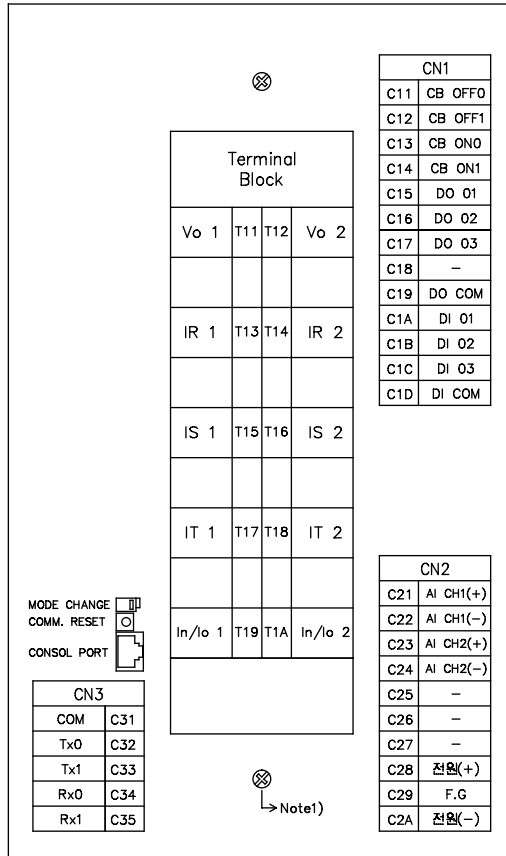 Terminal
Block
Vo 1 T11 T12 Vo 2
IR 1 T13 T14 IR 2
IS 1 T15 T16 IS 2
IT 1 T17 T18 IT 2
In/Io 1 T19 T1A In/Io 2
Note1)
CN1
C11 CB OFF0
C12 CB OFF1
C13 CB ON0
C14 CB ON1
C15 DO 01
C16 DO 02
C17 DO 03
C18 –
C19 DO COM
C1A DI 01
C1B DI 02
C1C DI 03
C1D DI COM
MODE CHANGE
COMM. RESET
CONSOL PORT
CN3
COM C31
Tx0 C32
Tx1 C33
Rx0 C34
Rx1 C35
CN2
C21 AI CH1(+)
C22 AI CH1(–)
C23 AI CH2(+)
C24 AI CH2(–)
C25 –
C26 –
C27 –
C28 전원(+)
C29 F.G
C2A 전원(–)